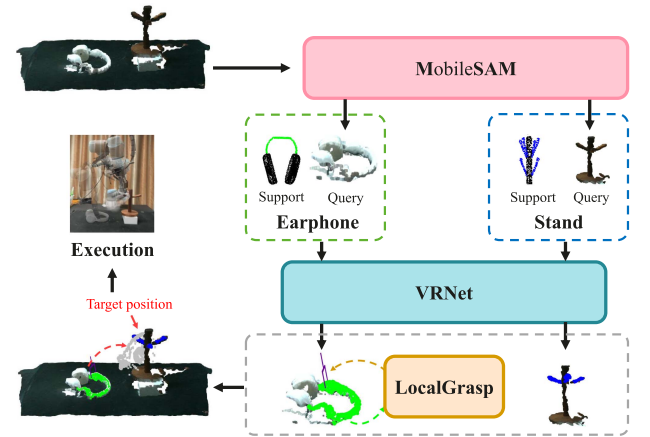 MobileSAM
Support
Query
Earphone
Support
Query
Stand
Execution
VRNet
Target position
LocalGrasp